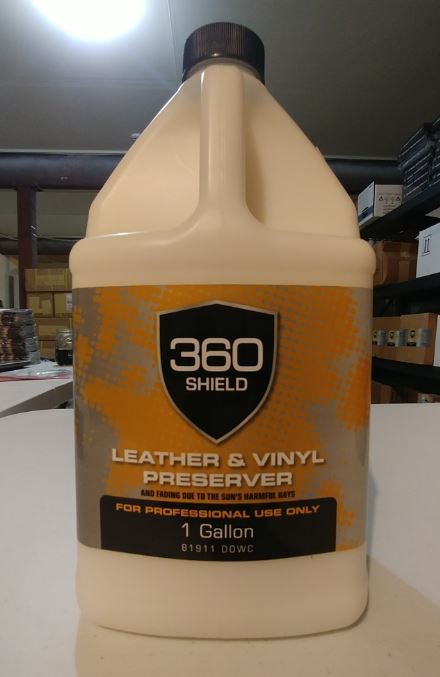 360
SHIELD
LEATHER & VINYL
PRESERVER
AND FADING DUE TO THE SUN'S HARMFUL RAYS
FOR PROFESSIONAL USE ONLY
1 Gallon
81911 DOWC